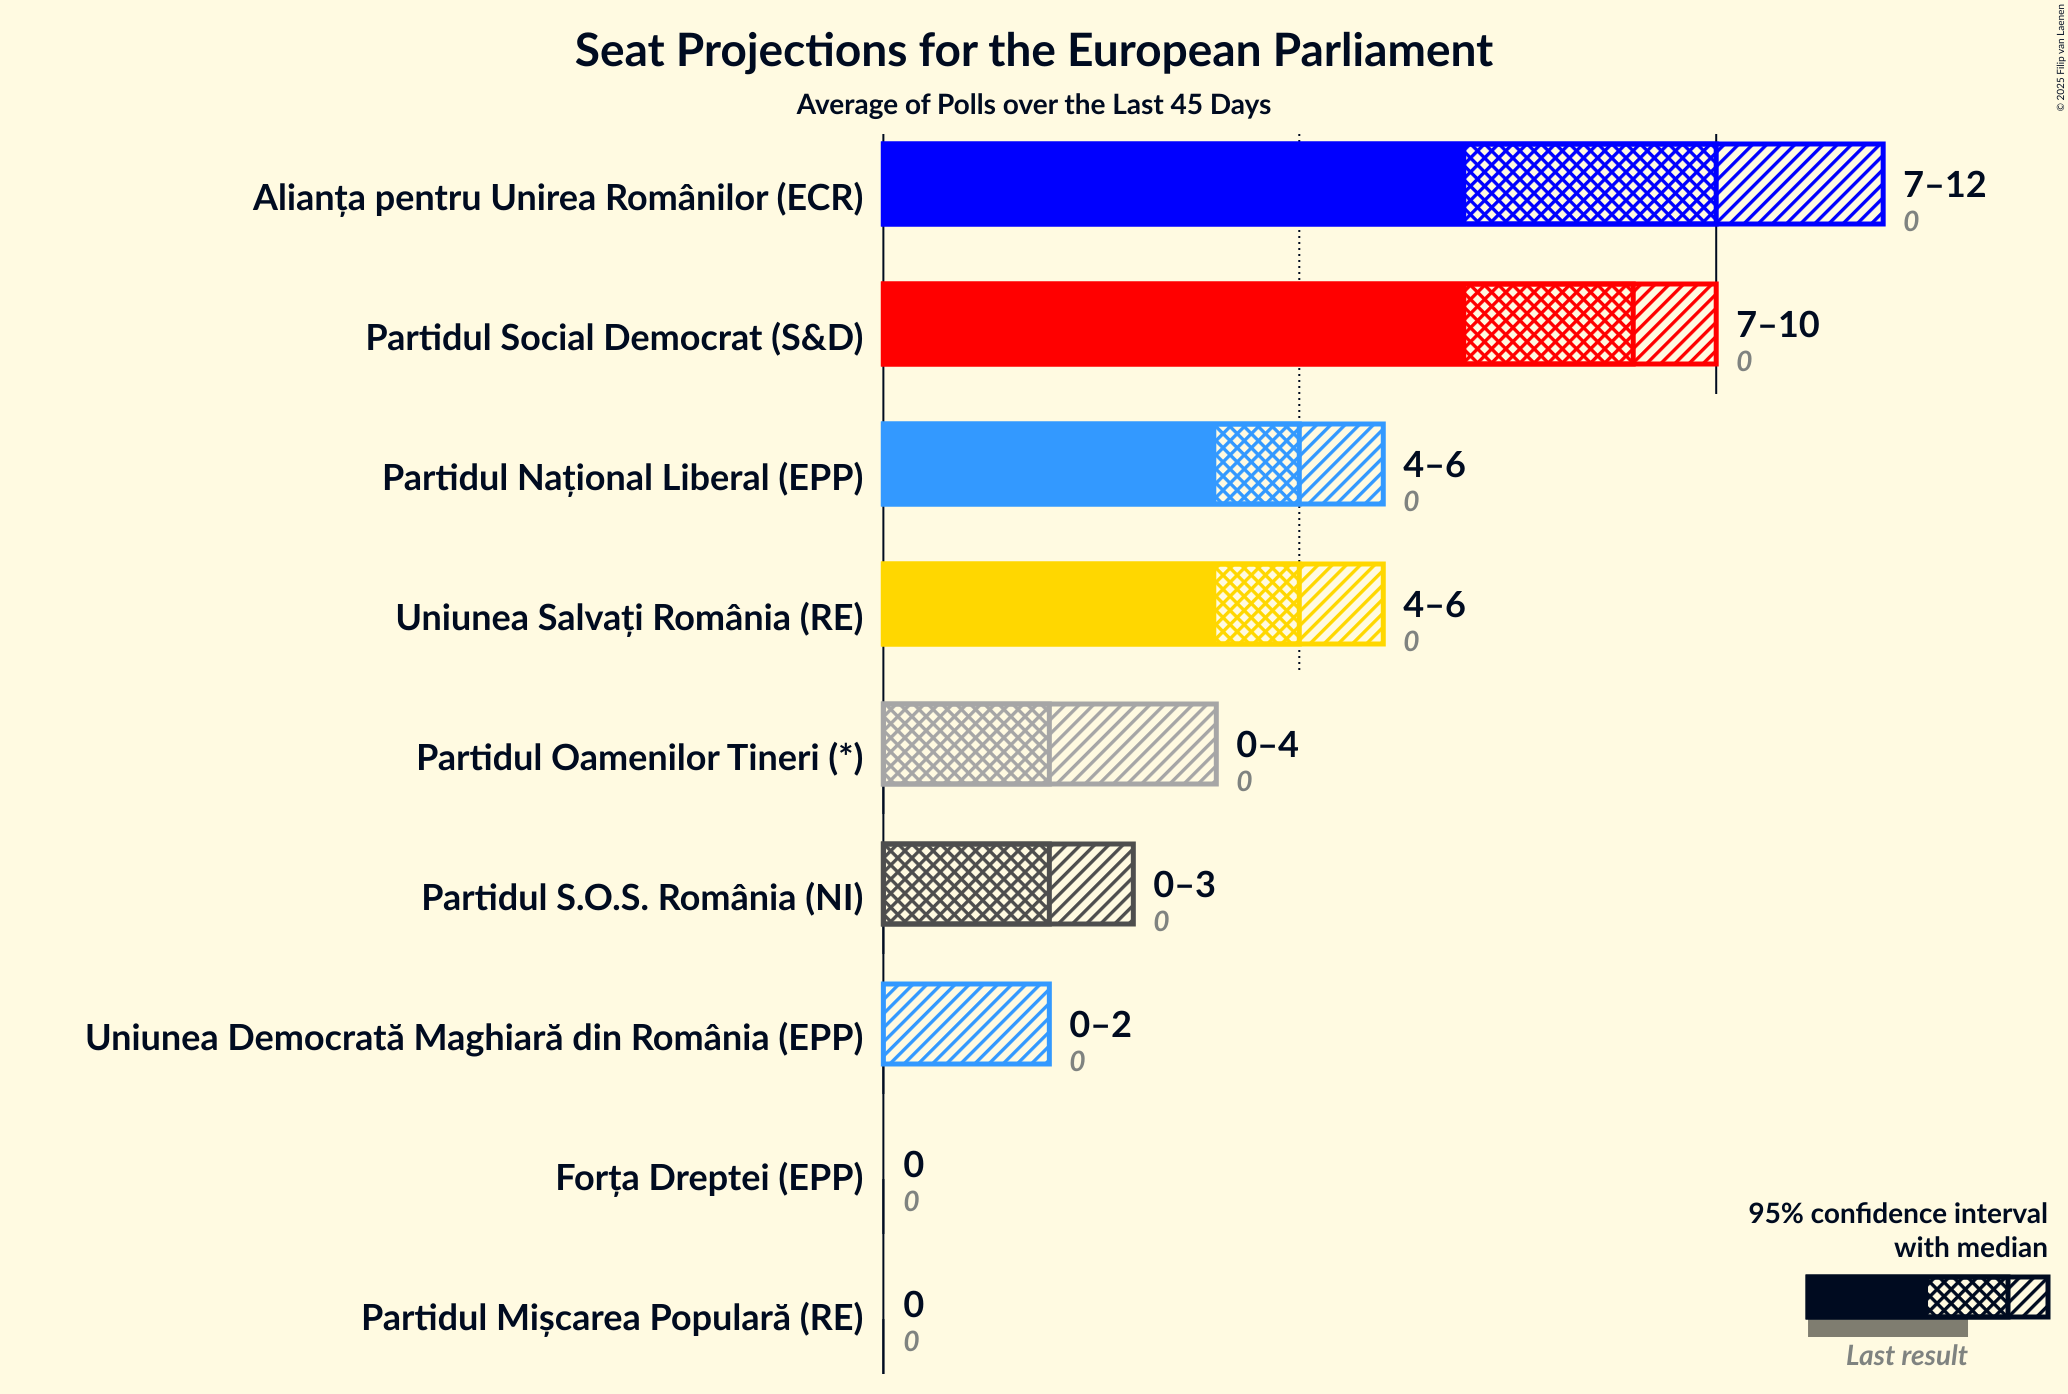 Seat Projections for the European Parliament
Average of Polls over the Last 45 Days
© 2025 Filip van Laenen
Alianța pentru Unirea Românilor (ECR)
7–12
0
Partidul Social Democrat (S&D)
7–10
0
Partidul Național Liberal (EPP)
4–6
0
Uniunea Salvați România (RE)
4–6
0
Partidul Oamenilor Tineri (*)
0–4
0
Partidul S.O.S. România (NI)
0–3
0
Uniunea Democrată Maghiară din România (EPP)
0–2
0
Forța Dreptei (EPP)
0
0
Partidul Mișcarea Populară (RE)
0
0
95% confidence interval
with median
Last result